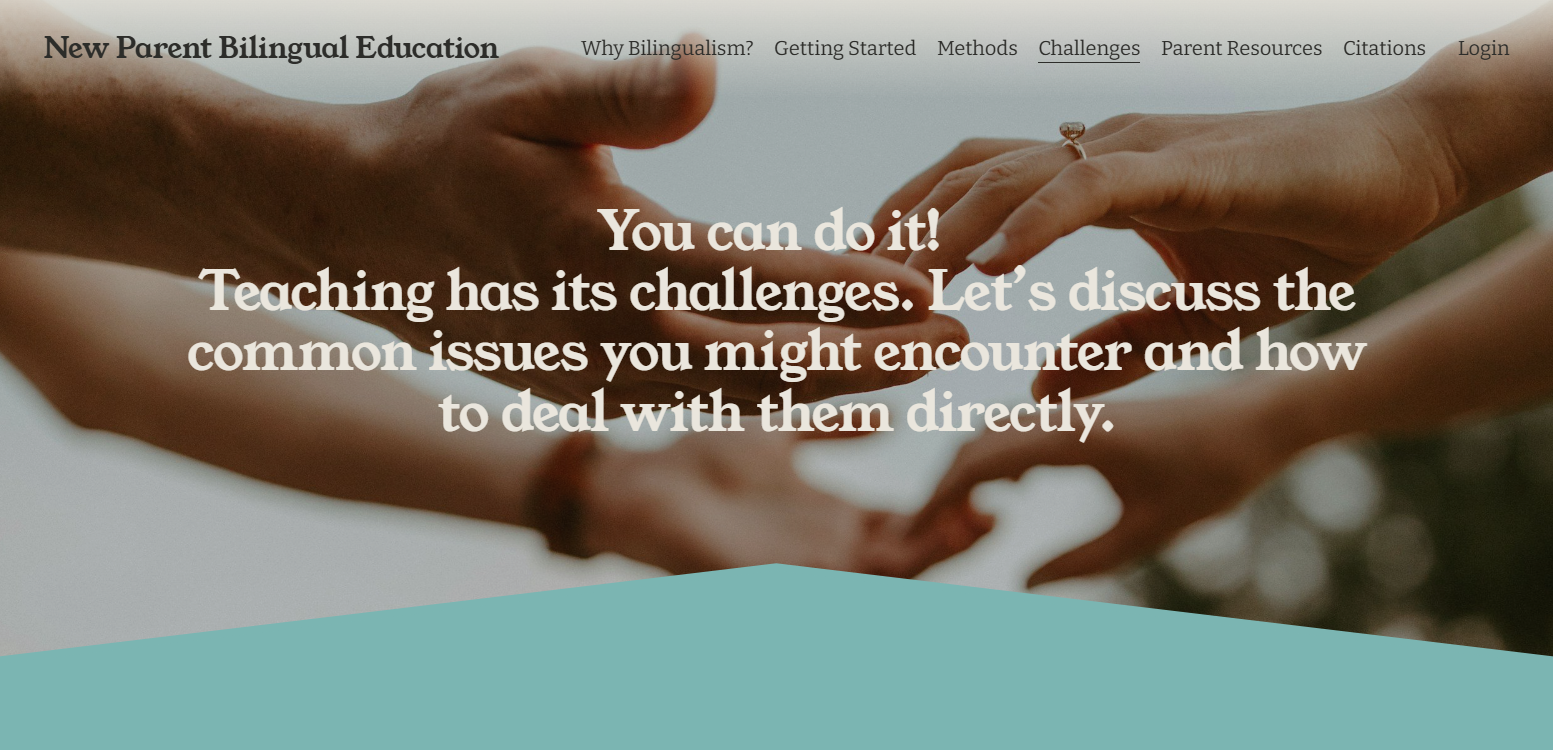 New Parent Bilingual Education
Why Bilingualism? Getting Started Methods Challenges Parent Resources Citations Login
You can do it!
Teaching has its challenges. Let’s discuss the
common issues you might encounter and how
to deal with them directly.